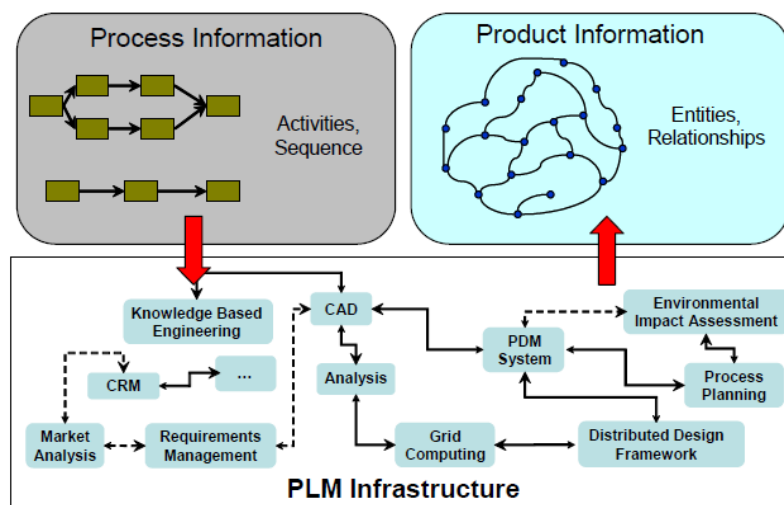 Process Information
Activities,
Sequence
Product Information
Entities,
Relationships
Knowledge Based
Engineering
CAD
Environmental
Impact Assessment
PDM
System
CRM
...
Analysis
Process
Planning
Market
Analysis
Requirements
Management
Grid
Computing
Distributed Design
Framework
PLM Infrastructure